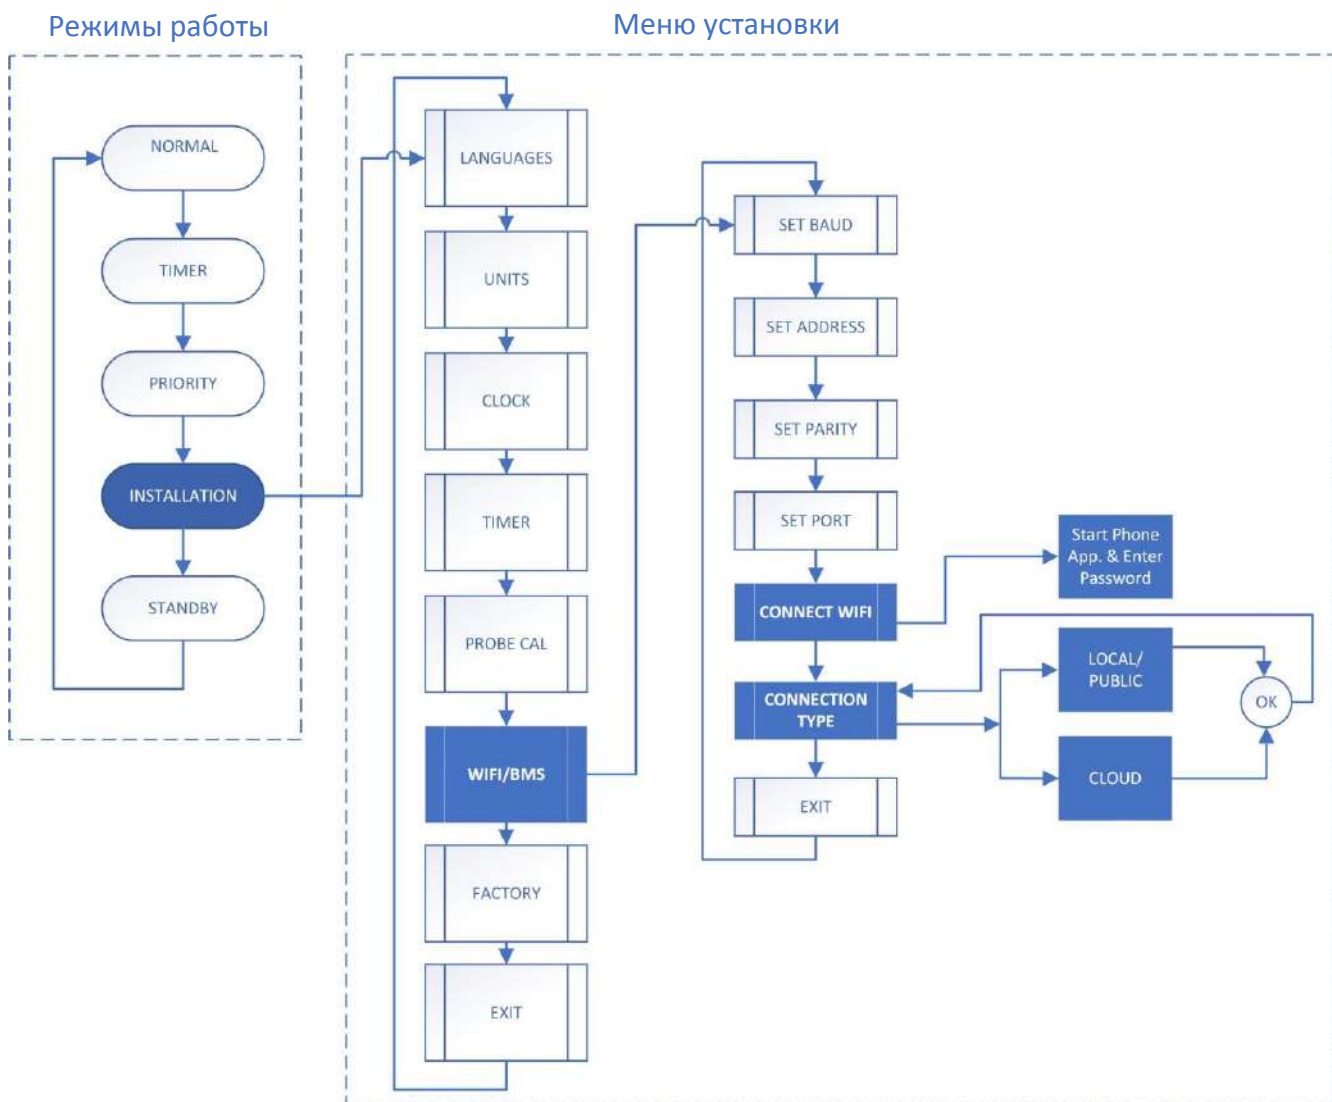 Режимы работы
Меню установки
NORMAL
TIMER
PRIORITY
INSTALLATION
STANDBY
LANGUAGES
UNITS
CLOCK
TIMER
PROBE CAL
WIFI/BMS
FACTORY
EXIT
SET BAUD
SET ADDRESS
SET PARITY
SET PORT
CONNECT WIFI
CONNECTION
TYPE
EXIT
Start Phone
App. & Enter
Password
LOCAL/
PUBLIC
CLOUD
OK